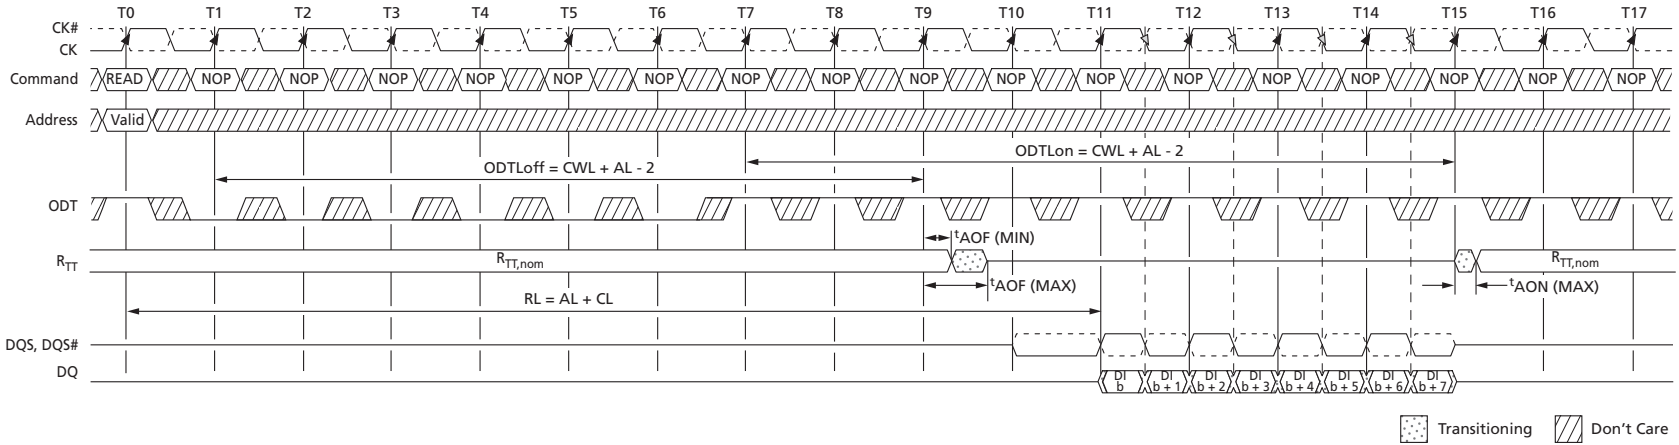 T0 T1 T2 T3 T4 T5 T6 T7 T8 T9 T10 T11 T12 T13 T14 T15 T16 T17
CK#
CK
Command READ NOP NOP NOP NOP NOP NOP NOP NOP NOP NOP NOP NOP NOP NOP NOP NOP NOP
Address Valid
ODTLon = CWL + AL - 2
ODTLoff = CWL + AL - 2
ODT
tAOF (MIN)
RTT RTT,nom RTT,nom
tAOF (MAX) tAON (MAX)
RL = AL + CL
DQS, DQS#
DQ DI b DI b + 1 DI b + 2 DI b + 3 DI b + 4 DI b + 5 DI b + 6 DI b + 7
Transitioning Don't Care